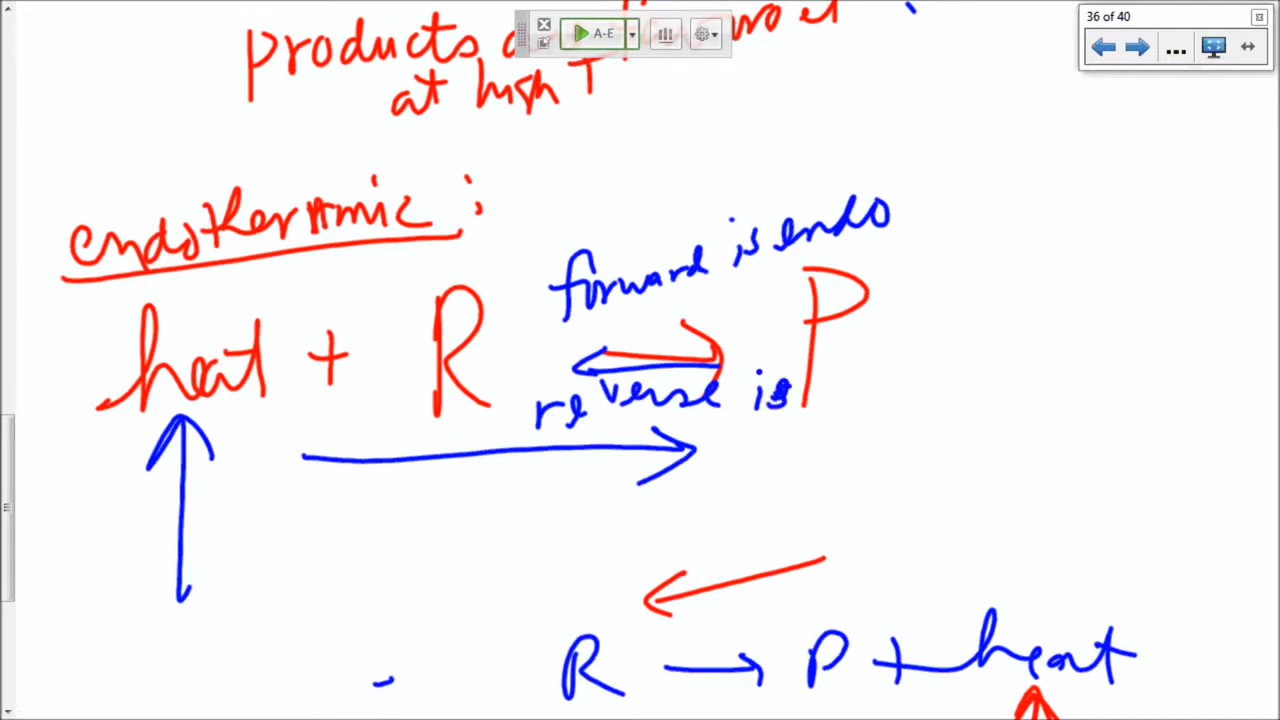 36 of 40
A-E
...
products
at high T
endothermic :
forward is endo
heat + R ⇌ P
reverse is
R → P + heat